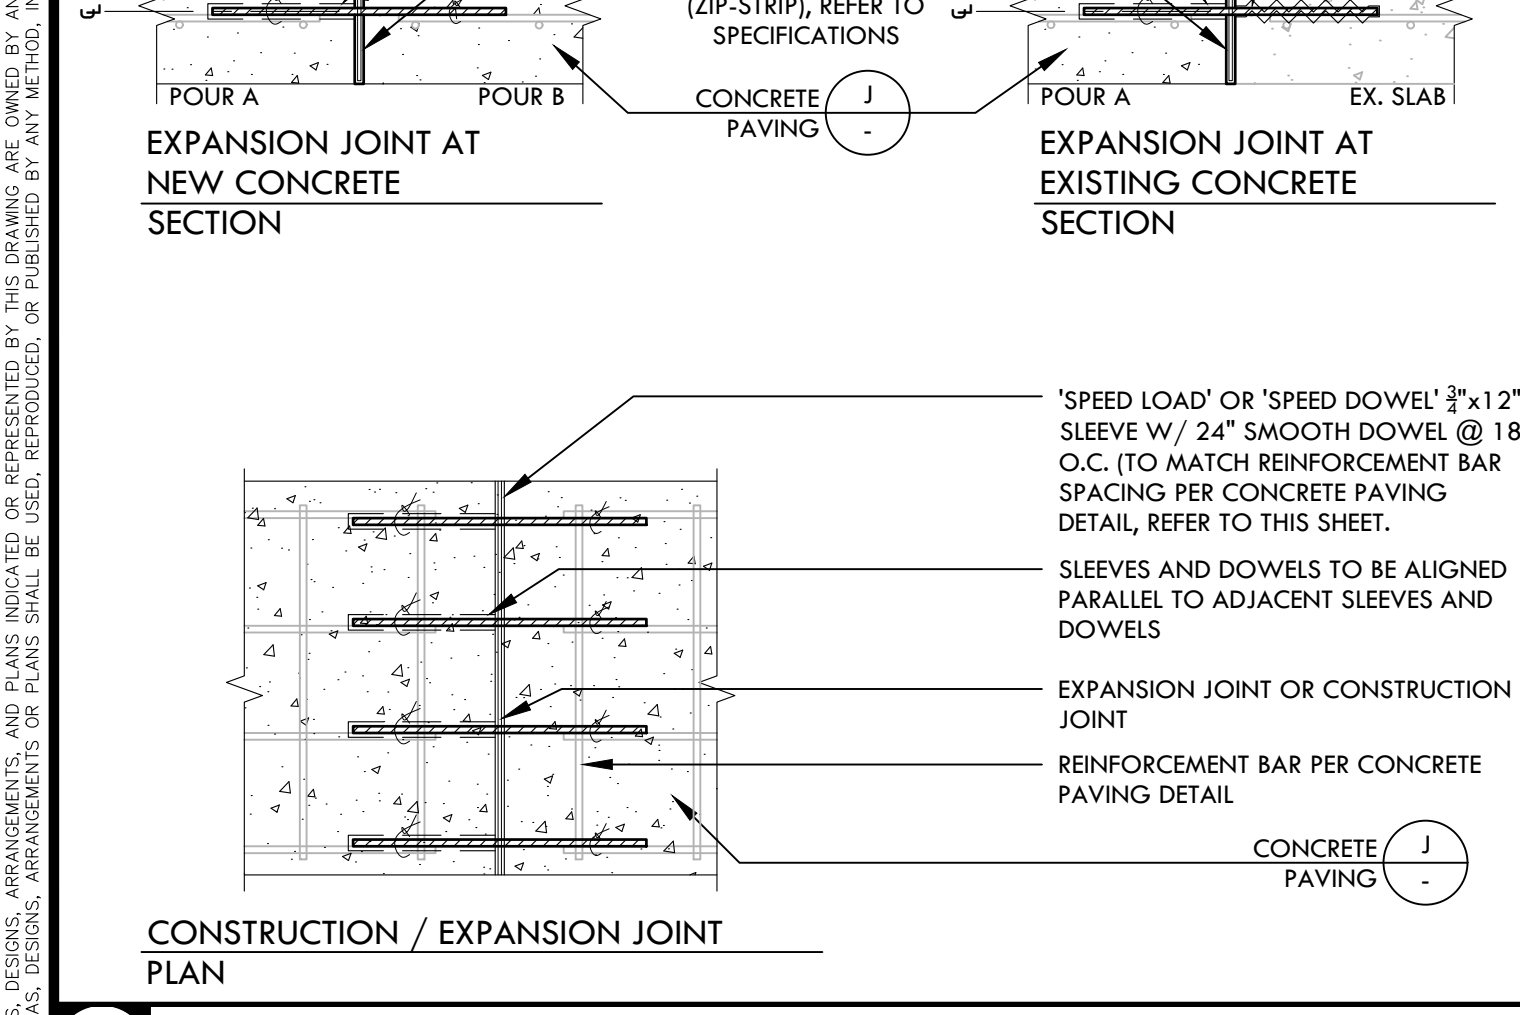 (ZIP-STRIP), REFER TO
SPECIFICATIONS
POUR A
POUR B
CONCRETE
PAVING
J
-
POUR A
EX. SLAB
EXPANSION JOINT AT
NEW CONCRETE
SECTION
EXPANSION JOINT AT
EXISTING CONCRETE
SECTION
'SPEED LOAD' OR 'SPEED DOWEL' 3/4"x12"
SLEEVE W/ 24" SMOOTH DOWEL @ 18
O.C. (TO MATCH REINFORCEMENT BAR
SPACING PER CONCRETE PAVING
DETAIL, REFER TO THIS SHEET.
SLEEVES AND DOWELS TO BE ALIGNED
PARALLEL TO ADJACENT SLEEVES AND
DOWELS
EXPANSION JOINT OR CONSTRUCTION
JOINT
REINFORCEMENT BAR PER CONCRETE
PAVING DETAIL
CONCRETE
PAVING
J
-
CONSTRUCTION / EXPANSION JOINT
PLAN
DESIGNS, ARRANGEMENTS, AND PLANS INDICATED OR REPRESENTED BY THIS DRAWING ARE OWNED BY
DESIGNS, ARRANGEMENTS OR PLANS SHALL BE USED, REPRODUCED, OR PUBLISHED BY ANY METHOD,